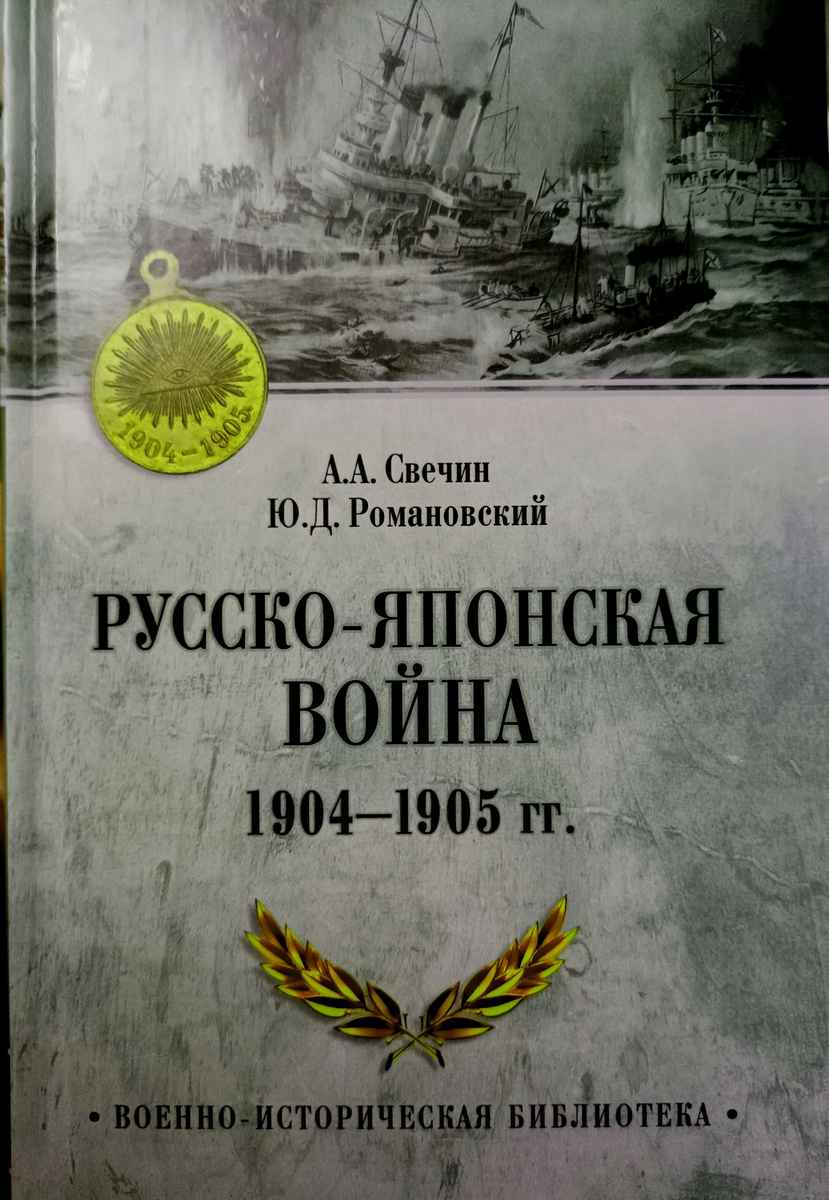 1904–1905
А.А. Свечин
Ю.Д. Романовский
РУССКО-ЯПОНСКАЯ
ВОЙНА
1904—1905 гг.
• ВОЕННО-ИСТОРИЧЕСКАЯ БИБЛИОТЕКА •